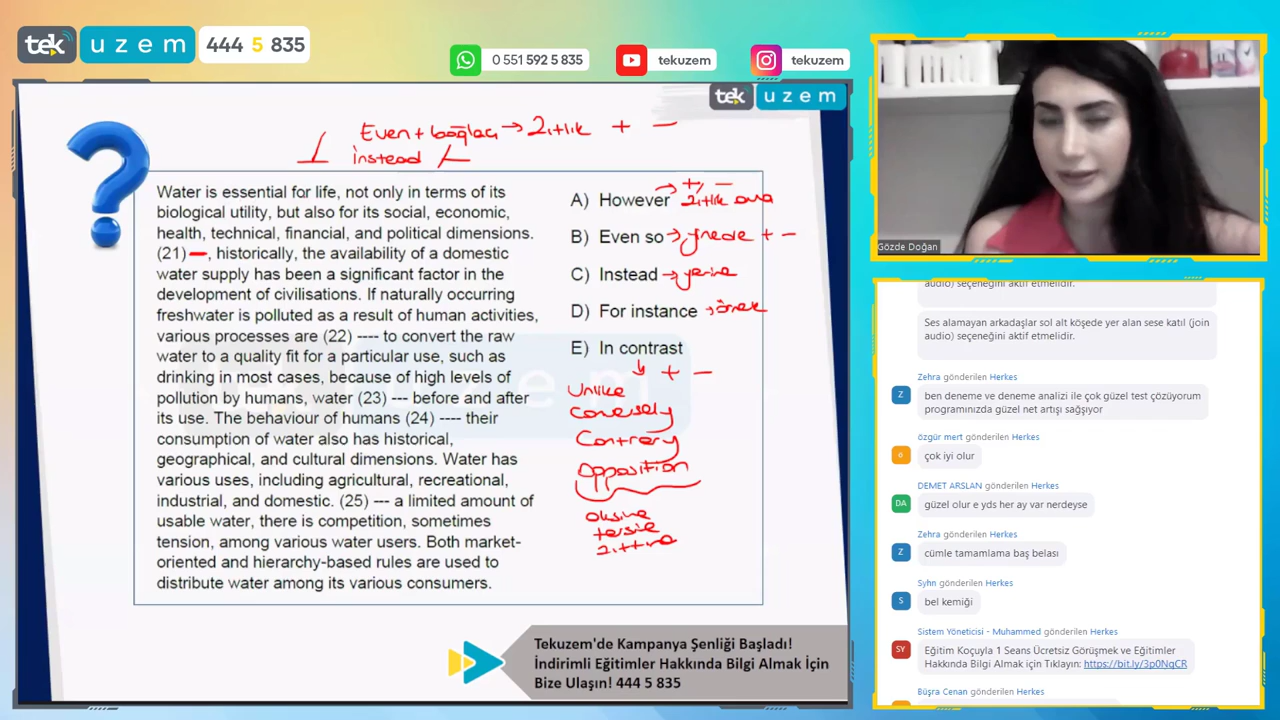 tek uzem 444 5 835
0 551 592 5 835
tekuzem
tekuzem
tek uzem
Even + bağlaç → zıtlık + -
instead
Water is essential for life, not only in terms of its
biological utility, but also for its social, economic,
health, technical, financial, and political dimensions.
(21) ----, historically, the availability of a domestic
water supply has been a significant factor in the
development of civilisations. If naturally occurring
freshwater is polluted as a result of human activities,
various processes are (22) ---- to convert the raw
water to a quality fit for a particular use, such as
drinking in most cases, because of high levels of
pollution by humans, water (23) --- before and after
its use. The behaviour of humans (24) ---- their
consumption of water also has historical,
geographical, and cultural dimensions. Water has
various uses, including agricultural, recreational,
industrial, and domestic. (25) --- a limited amount of
usable water, there is competition, sometimes
tension, among various water users. Both market-
oriented and hierarchy-based rules are used to
distribute water among its various consumers.
A) However → +, - zıtlık
B) Even so → yinede + -
C) Instead → yerine
D) For instance → örnek
E) In contrast
+ -
Unlike
Conversely
Contrary
Opposition
aksine
tersine
zıttına
Tekuzem'de Kampanya Şenliği Başladı!
İndirimli Eğitimler Hakkında Bilgi Almak İçin
Bize Ulaşın! 444 5 835
Gözde Doğan
audio) seçeneğini aktif etmelidir.
Ses alamayan arkadaşlar sol alt köşede yer alan sese katıl (join
audio) seçeneğini aktif etmelidir.
Zehra gönderilen Herkes
Z
ben deneme ve deneme analizi ile çok güzel test çözüyorum
programınızda güzel net artışı sağşıyor
özgür mert gönderilen Herkes
ö
çok iyi olur
DEMET ARSLAN gönderilen Herkes
DA
güzel olur e yds her ay var nerdeyse
Zehra gönderilen Herkes
Z
cümle tamamlama baş belası
Syhn gönderilen Herkes
S
bel kemiği
Sistem Yöneticisi - Muhammed gönderilen Herkes
SY
Eğitim Koçuyla 1 Seans Ücretsiz Görüşmek ve Eğitimler
Hakkında Bilgi Almak için Tıklayın: https://bit.ly/3p0NqCR
Büşra Cenan gönderilen Herkes